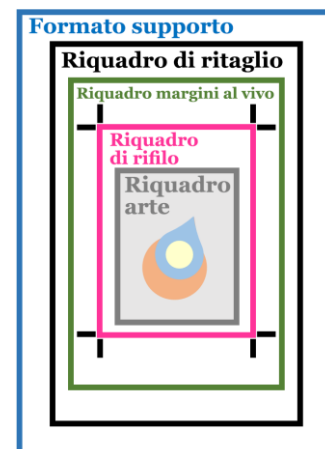 Formato supporto
Riquadro di ritaglio
Riquadro margini al vivo
Riquadro
di rifilo
Riquadro
arte